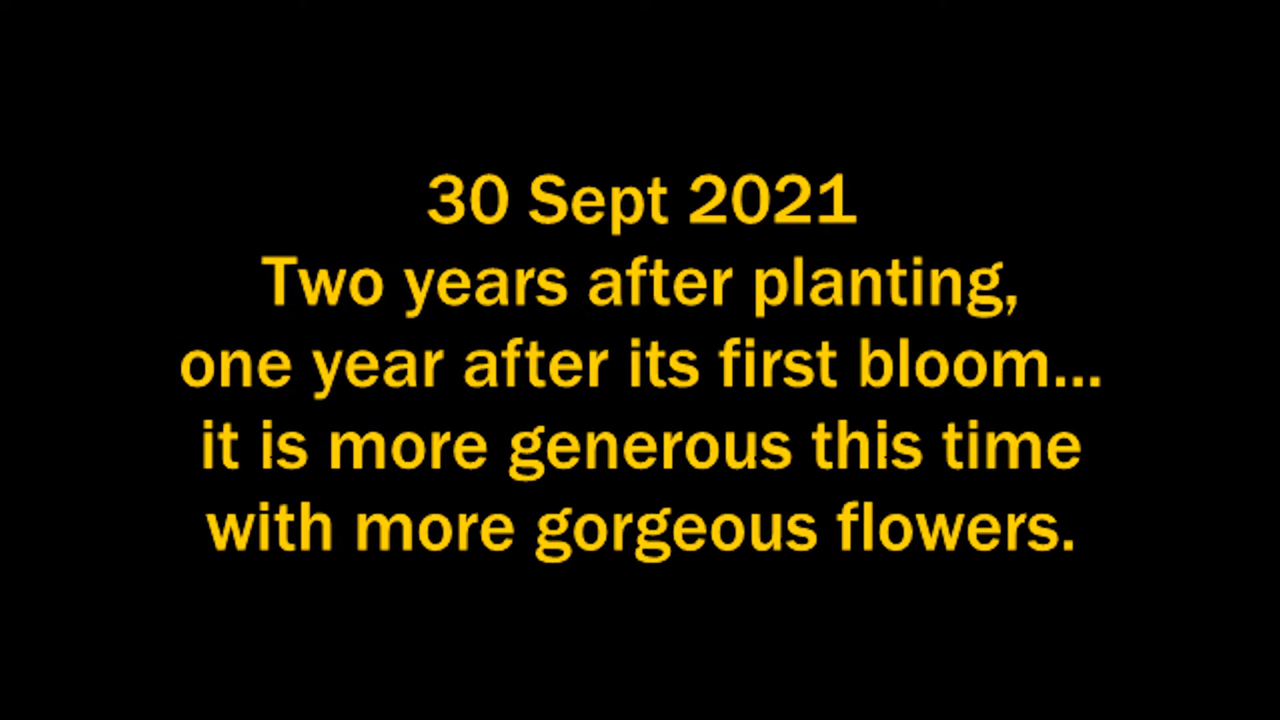 30 Sept 2021
Two years after planting,
one year after its first bloom...
it is more generous this time
with more gorgeous flowers.